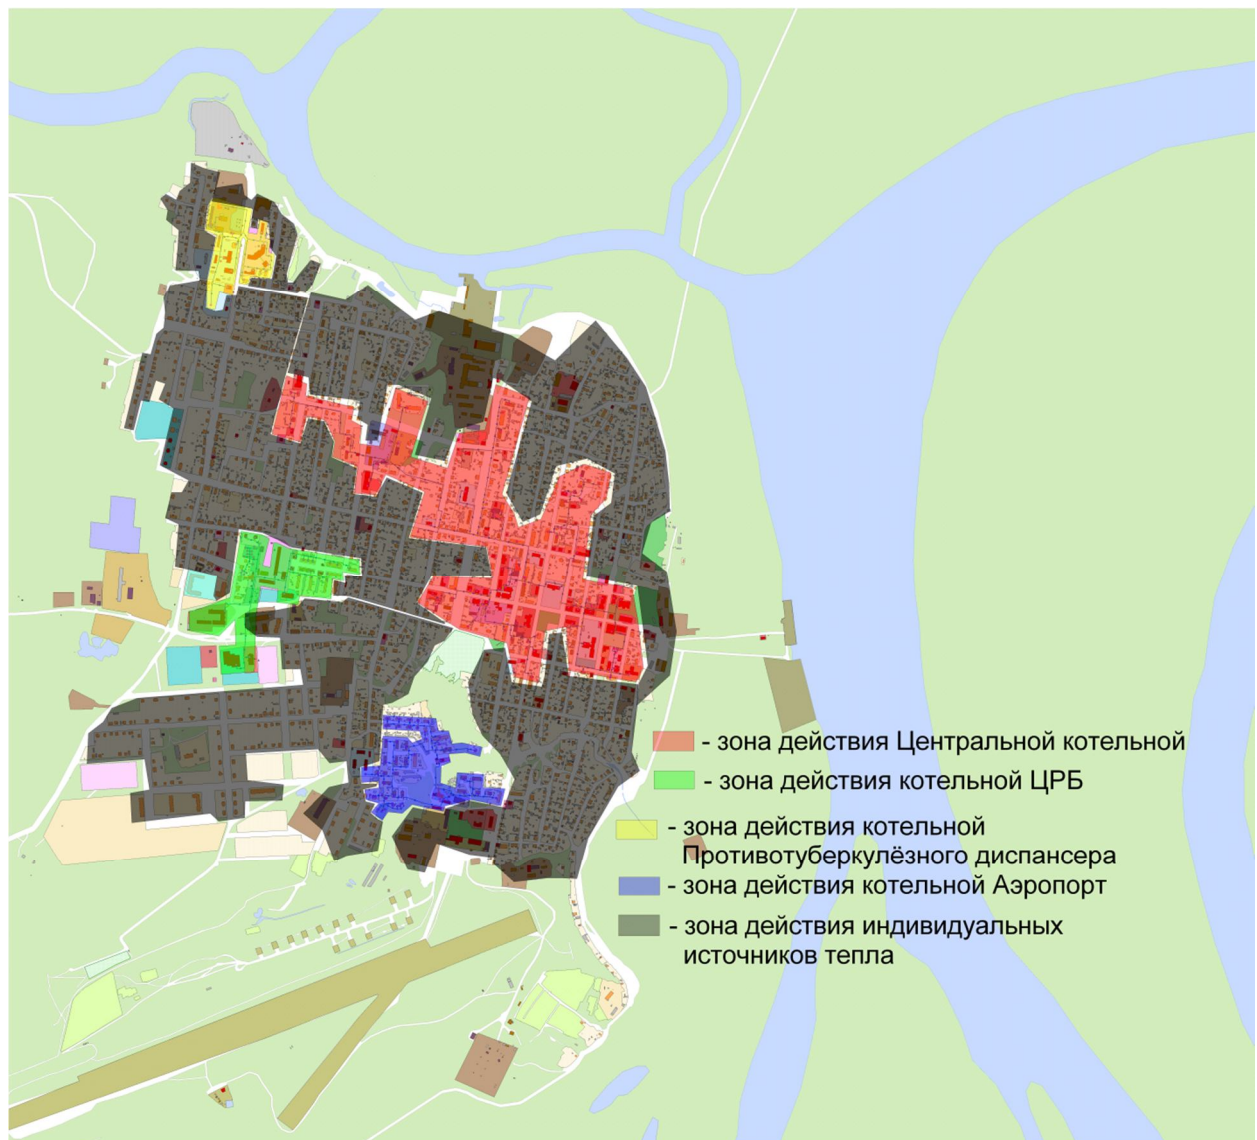 - зона действия Центральной котельной
- зона действия котельной ЦРБ
- зона действия котельной
Противотуберкулёзного диспансера
- зона действия котельной Аэропорт
- зона действия индивидуальных
источников тепла